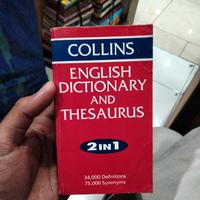 COLLINS
ENGLISH
DICTIONARY
AND
THESAURUS
2 IN 1
34,000 Definitions
75,000 Synonyms